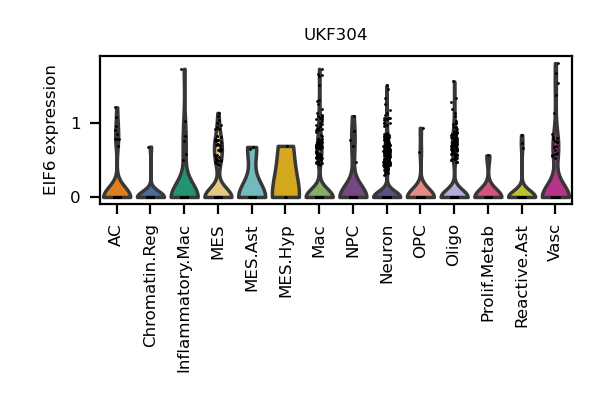 UKF304
EIF6 expression
1
0
AC
Chromatin.Reg
Inflammatory.Mac
MES
MES.Ast
MES.Hyp
Mac
NPC
Neuron
OPC
Oligo
Prolif.Metab
Reactive.Ast
Vasc